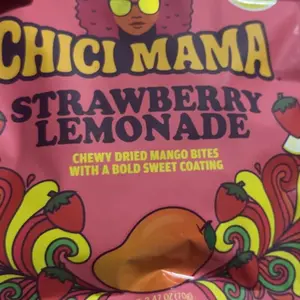 CHICI MAMA
STRAWBERRY
LEMONADE
CHEWY DRIED MANGO BITES
WITH A BOLD SWEET COATING